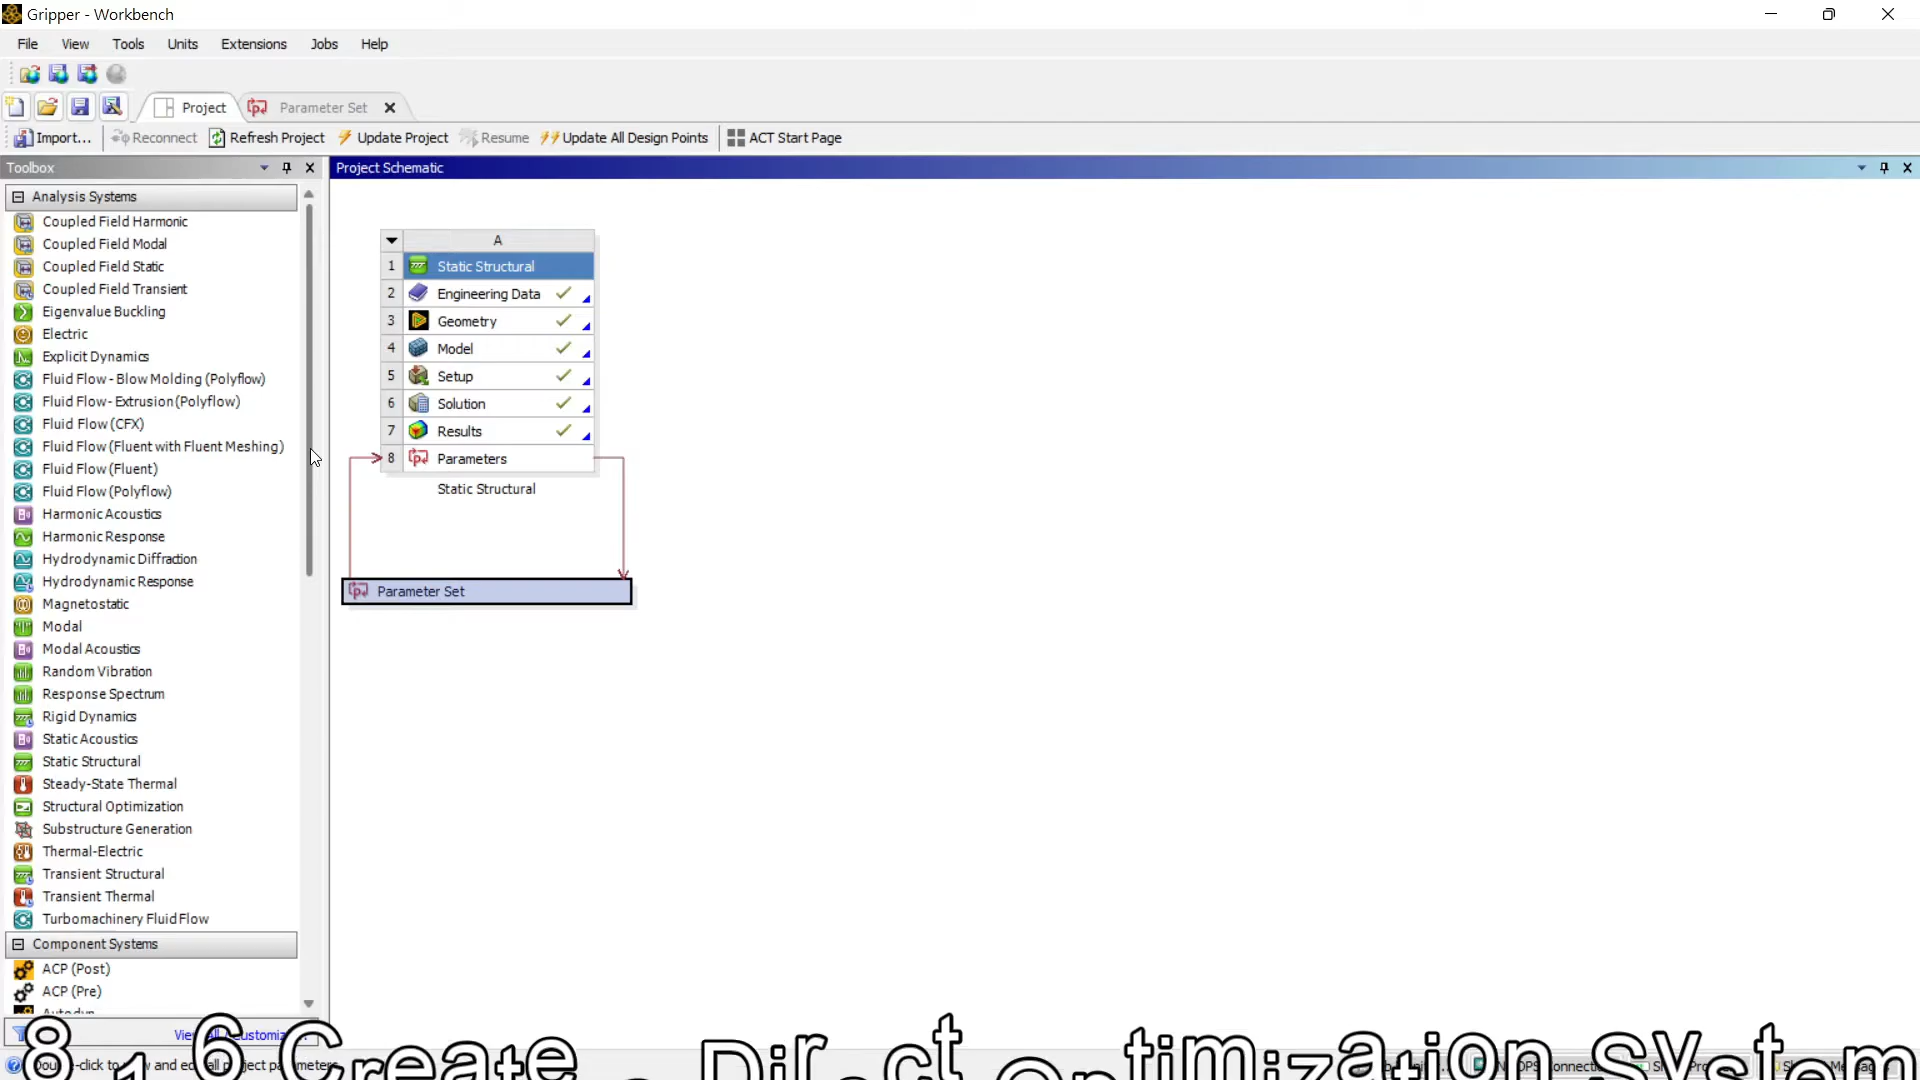 Gripper - Workbench
File View Tools Units Extensions Jobs Help
Project Parameter Set
Import... Reconnect Refresh Project Update Project Resume Update All Design Points ACT Start Page
Toolbox
Project Schematic
Analysis Systems
Coupled Field Harmonic
Coupled Field Modal
Coupled Field Static
Coupled Field Transient
Eigenvalue Buckling
Electric
Explicit Dynamics
Fluid Flow - Blow Molding (Polyflow)
Fluid Flow- Extrusion (Polyflow)
Fluid Flow (CFX)
Fluid Flow (Fluent with Fluent Meshing)
Fluid Flow (Fluent)
Fluid Flow (Polyflow)
Harmonic Acoustics
Harmonic Response
Hydrodynamic Diffraction
Hydrodynamic Response
Magnetostatic
Modal
Modal Acoustics
Random Vibration
Response Spectrum
Rigid Dynamics
Static Acoustics
Static Structural
Steady-State Thermal
Structural Optimization
Substructure Generation
Thermal-Electric
Transient Structural
Transient Thermal
Turbomachinery Fluid Flow
Component Systems
ACP (Post)
ACP (Pre)
Autodyn
A
1 Static Structural
2 Engineering Data
3 Geometry
4 Model
5 Setup
6 Solution
7 Results
8 Parameters
Static Structural
Parameter Set
8.1.6 Create a Direct Optimization System